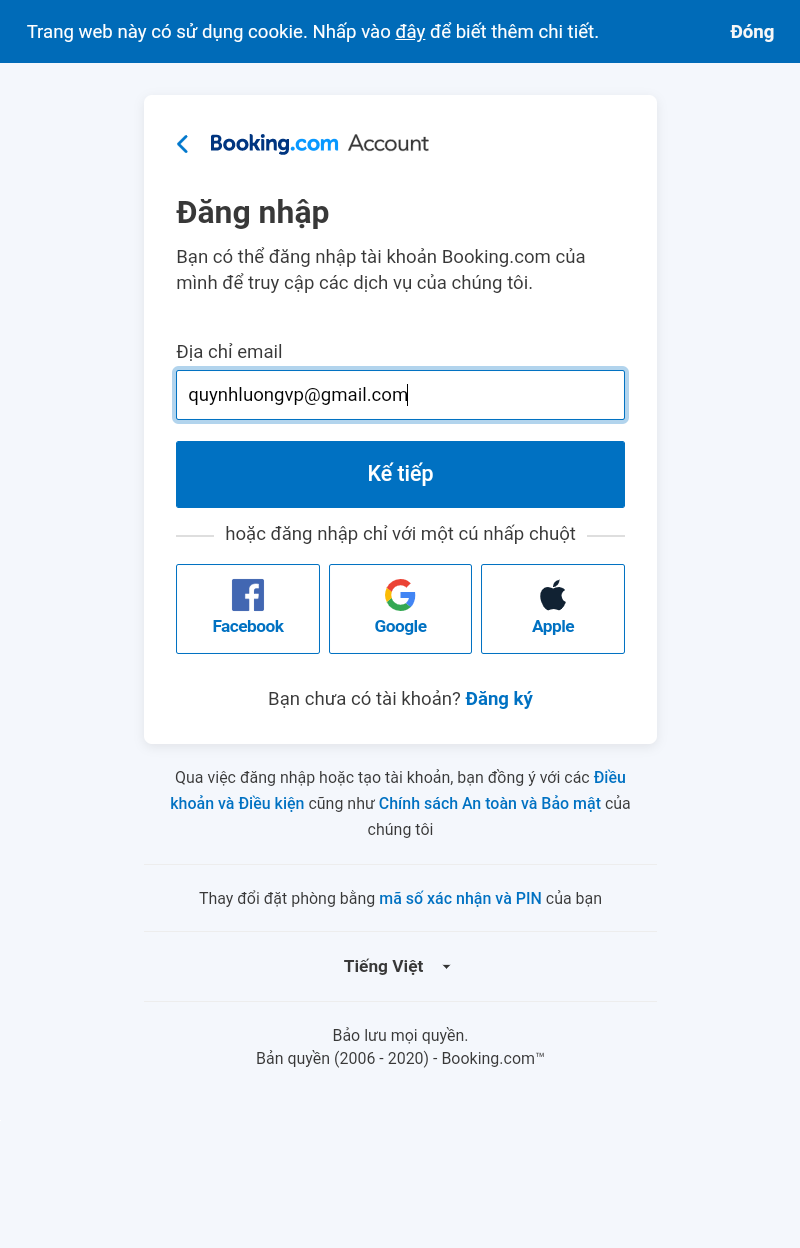 Trang web này có sử dụng cookie. Nhấp vào đây để biết thêm chi tiết. Đóng
Booking.com Account
Đăng nhập
Bạn có thể đăng nhập tài khoản Booking.com của
mình để truy cập các dịch vụ của chúng tôi.
Địa chỉ email
quynhluongvp@gmail.com
Kế tiếp
hoặc đăng nhập chỉ với một cú nhấp chuột
Facebook Google Apple
Bạn chưa có tài khoản? Đăng ký
Qua việc đăng nhập hoặc tạo tài khoản, bạn đồng ý với các Điều
khoản và Điều kiện cũng như Chính sách An toàn và Bảo mật của
chúng tôi
Thay đổi đặt phòng bằng mã số xác nhận và PIN của bạn
Tiếng Việt
Bảo lưu mọi quyền.
Bản quyền (2006 - 2020) - Booking.com™